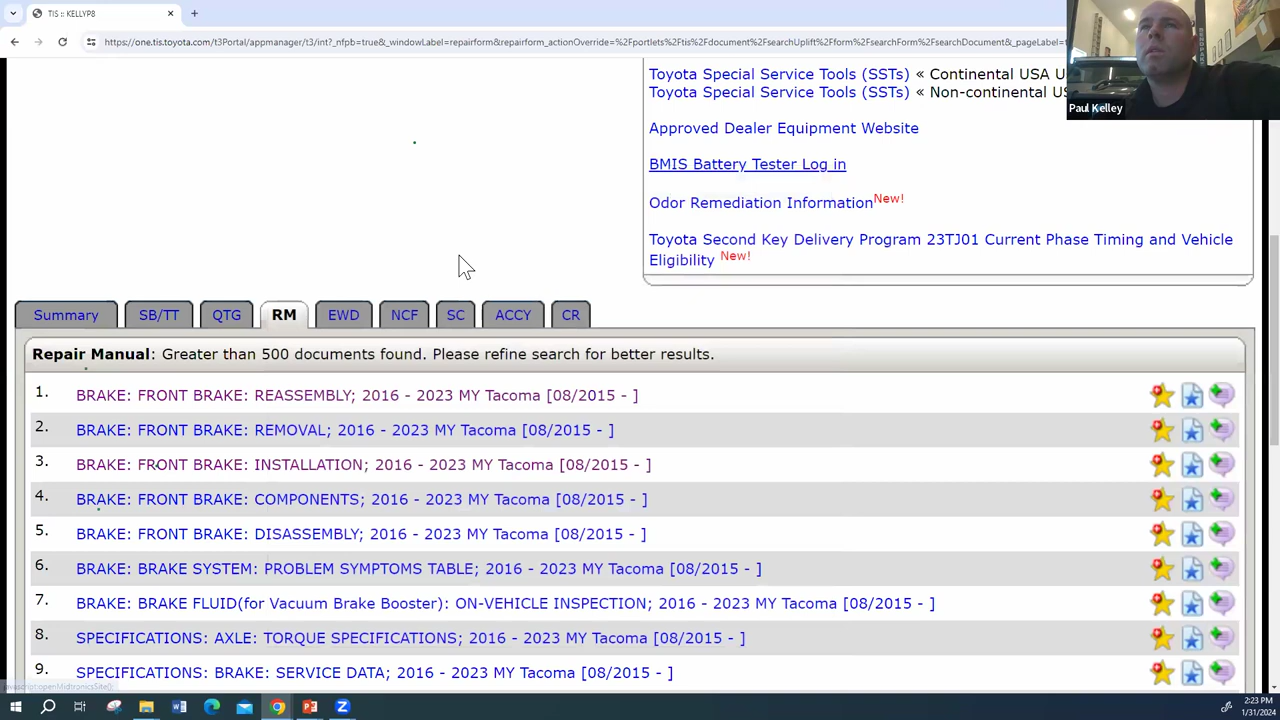 TIS :: KELLYP8
https://one.tis.toyota.com/t3Portal/appmanager/t3/int?_nfpb=true&_windowLabel=repairform&repairform_actionOverride=%2Fportlets%2Ftis%2Fdocument%2FsearchUplift%2Fform%2FsearchForm%2FsearchDocument&_pageLabel=t
Paul Kelley
Toyota Special Service Tools (SSTs) « Continental USA U
Toyota Special Service Tools (SSTs) « Non-continental US
Approved Dealer Equipment Website
BMIS Battery Tester Log in
Odor Remediation Information New!
Toyota Second Key Delivery Program 23TJ01 Current Phase Timing and Vehicle
Eligibility New!
Summary SB/TT QTG RM EWD NCF SC ACCY CR
Repair Manual: Greater than 500 documents found. Please refine search for better results.
1. BRAKE: FRONT BRAKE: REASSEMBLY; 2016 - 2023 MY Tacoma [08/2015 - ]
2. BRAKE: FRONT BRAKE: REMOVAL; 2016 - 2023 MY Tacoma [08/2015 - ]
3. BRAKE: FRONT BRAKE: INSTALLATION; 2016 - 2023 MY Tacoma [08/2015 - ]
4. BRAKE: FRONT BRAKE: COMPONENTS; 2016 - 2023 MY Tacoma [08/2015 - ]
5. BRAKE: FRONT BRAKE: DISASSEMBLY; 2016 - 2023 MY Tacoma [08/2015 - ]
6. BRAKE: BRAKE SYSTEM: PROBLEM SYMPTOMS TABLE; 2016 - 2023 MY Tacoma [08/2015 - ]
7. BRAKE: BRAKE FLUID(for Vacuum Brake Booster): ON-VEHICLE INSPECTION; 2016 - 2023 MY Tacoma [08/2015 - ]
8. SPECIFICATIONS: AXLE: TORQUE SPECIFICATIONS; 2016 - 2023 MY Tacoma [08/2015 - ]
9. SPECIFICATIONS: BRAKE: SERVICE DATA; 2016 - 2023 MY Tacoma [08/2015 - ]
javascript:openMidtronicsSite();
2:23 PM
1/31/2024